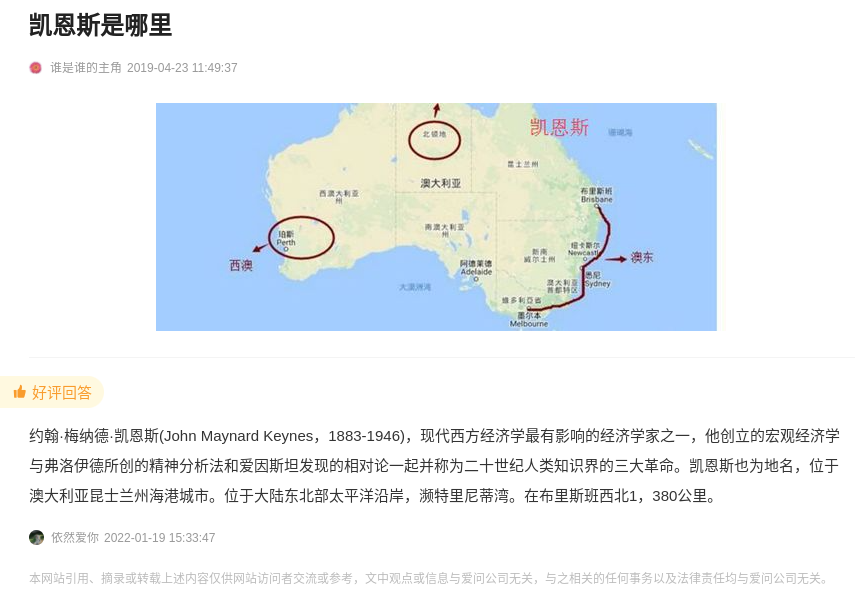 凯恩斯是哪里
谁是谁的主角 2019-04-23 11:49:37
北领地
凯恩斯
珊瑚海
昆士兰州
澳大利亚
西澳大利亚
州
布里斯班
Brisbane
南澳大利亚
州
珀斯
Perth
西澳
新南
威尔士州
纽卡斯尔
Newcastl
澳东
阿德莱德
Adelaide
悉尼
Sydney
澳大利亚
首都特区
大澳洲湾
维多利亚省
墨尔本
Melbourne
好评回答
约翰·梅纳德·凯恩斯(John Maynard Keynes，1883-1946)，现代西方经济学最有影响的经济学家之一，他创立的宏观经济学
与弗洛伊德所创的精神分析法和爱因斯坦发现的相对论一起并称为二十世纪人类知识界的三大革命。凯恩斯也为地名，位于
澳大利亚昆士兰州海港城市。位于大陆东北部太平洋沿岸，濒特里尼蒂湾。在布里斯班西北1，380公里。
依然爱你 2022-01-19 15:33:47
本网站引用、摘录或转载上述内容仅供网站访问者交流或参考，文中观点或信息与爱问公司无关，与之相关的任何事务以及法律责任均与爱问公司无关。